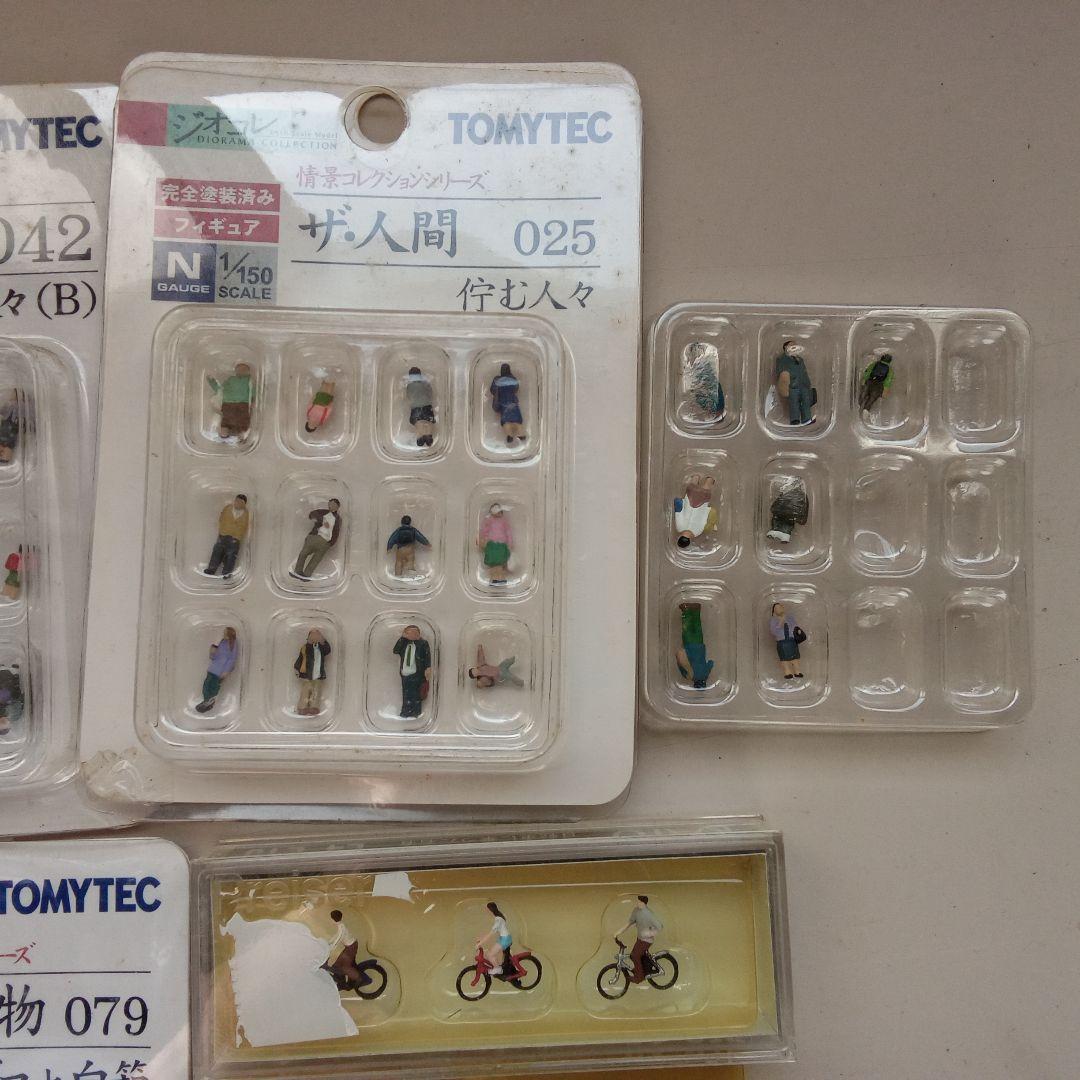 MYTEC
042
々(B)
ジオコレ
DIORAMA COLLECTION
TOMYTEC
情景コレクションシリーズ
完全塗装済み
フィギュア
ザ・人間 025
N GAUGE
1/150 SCALE
佇む人々
TOMYTEC
ーズ
物 079
reiser